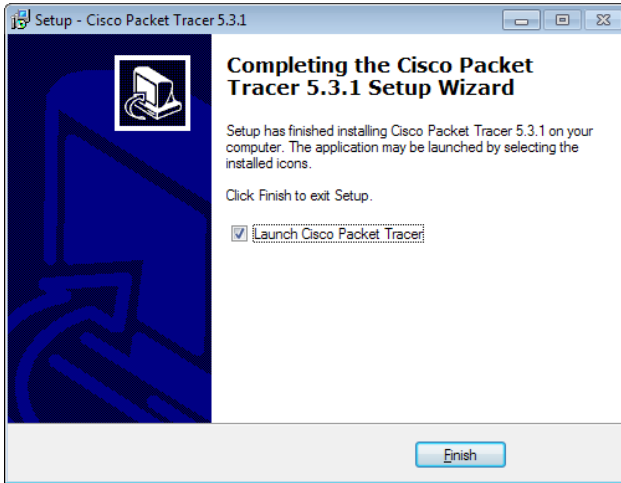 Setup - Cisco Packet Tracer 5.3.1
Completing the Cisco Packet
Tracer 5.3.1 Setup Wizard
Setup has finished installing Cisco Packet Tracer 5.3.1 on your
computer. The application may be launched by selecting the
installed icons.
Click Finish to exit Setup.
Launch Cisco Packet Tracer
Finish